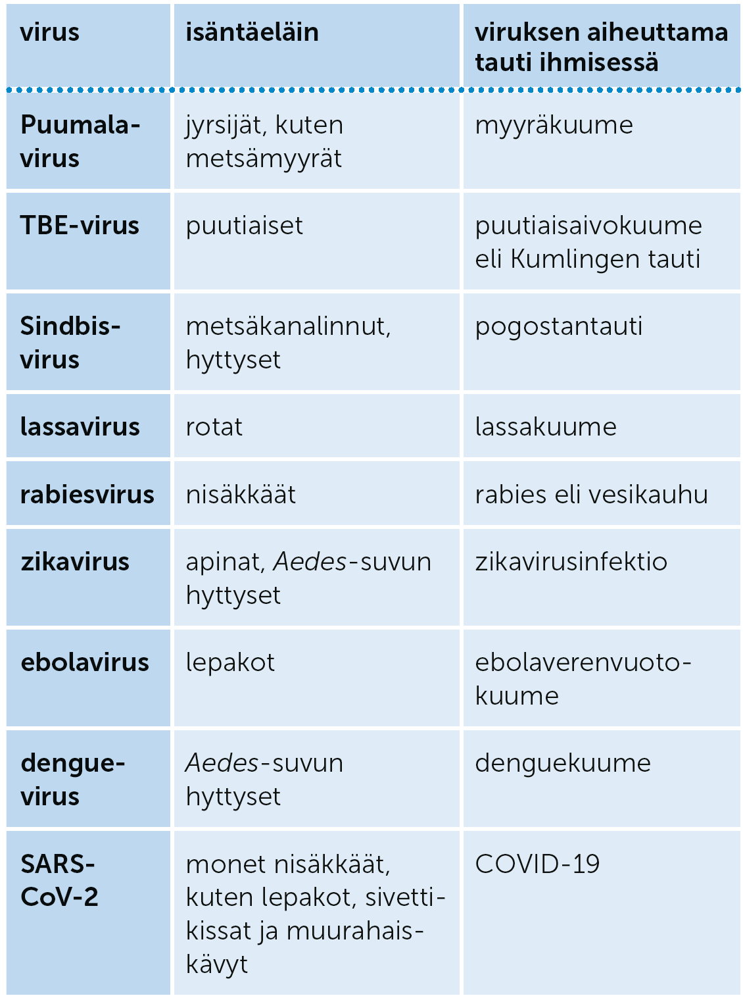 virus
isäntäeläin
viruksen aiheuttama
tauti ihmisessä
Puumala-
virus
jyrsijät, kuten
metsämyyrät
myyräkuume
TBE-virus
puutiaiset
puutiaisaivokuume
eli Kumlingen tauti
Sindbis-
virus
metsäkanalinnut,
hyttyset
pogostantauti
lassavirus
rotat
lassakuume
rabiesvirus
nisäkkäät
rabies eli vesikauhu
zikavirus
apinat, Aedes-suvun
hyttyset
zikavirusinfektio
ebolavirus
lepakot
ebolaverenvuoto-
kuume
dengue-
virus
Aedes-suvun
hyttyset
denguekuume
SARS-
CoV-2
monet nisäkkäät,
kuten lepakot, sivetti-
kissat ja muurahais-
kävyt
COVID-19